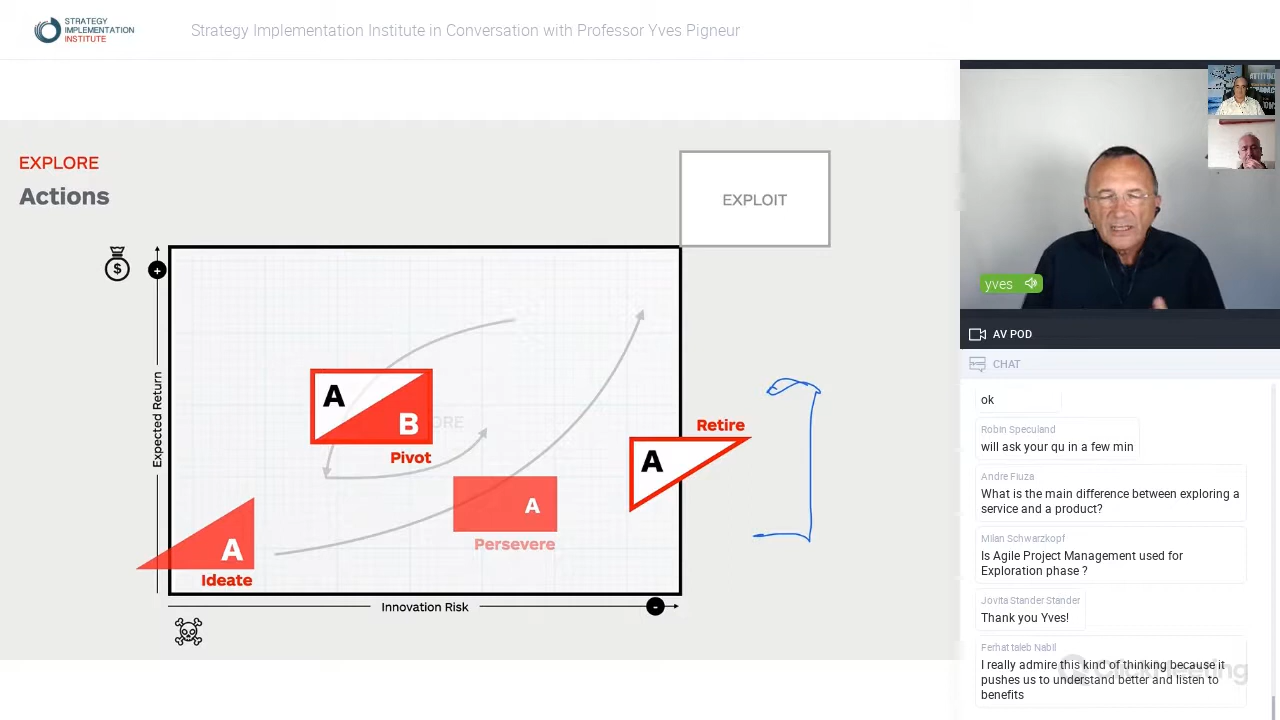 STRATEGY
IMPLEMENTATION
INSTITUTE
Strategy Implementation Institute in Conversation with Professor Yves Pigneur
EXPLORE
Actions
EXPLOIT
$
+
Expected Return
A
B
Pivot
Retire
A
A
Persevere
A
Ideate
Innovation Risk
-
yves
AV POD
CHAT
ok
Robin Speculand
will ask your qu in a few min
Andre Fiuza
What is the main difference between exploring a
service and a product?
Milan Schwarzkopf
Is Agile Project Management used for
Exploration phase ?
Jovita Stander Stander
Thank you Yves!
Ferhat taleb Nabil
I really admire this kind of thinking because it
pushes us to understand better and listen to
benefits